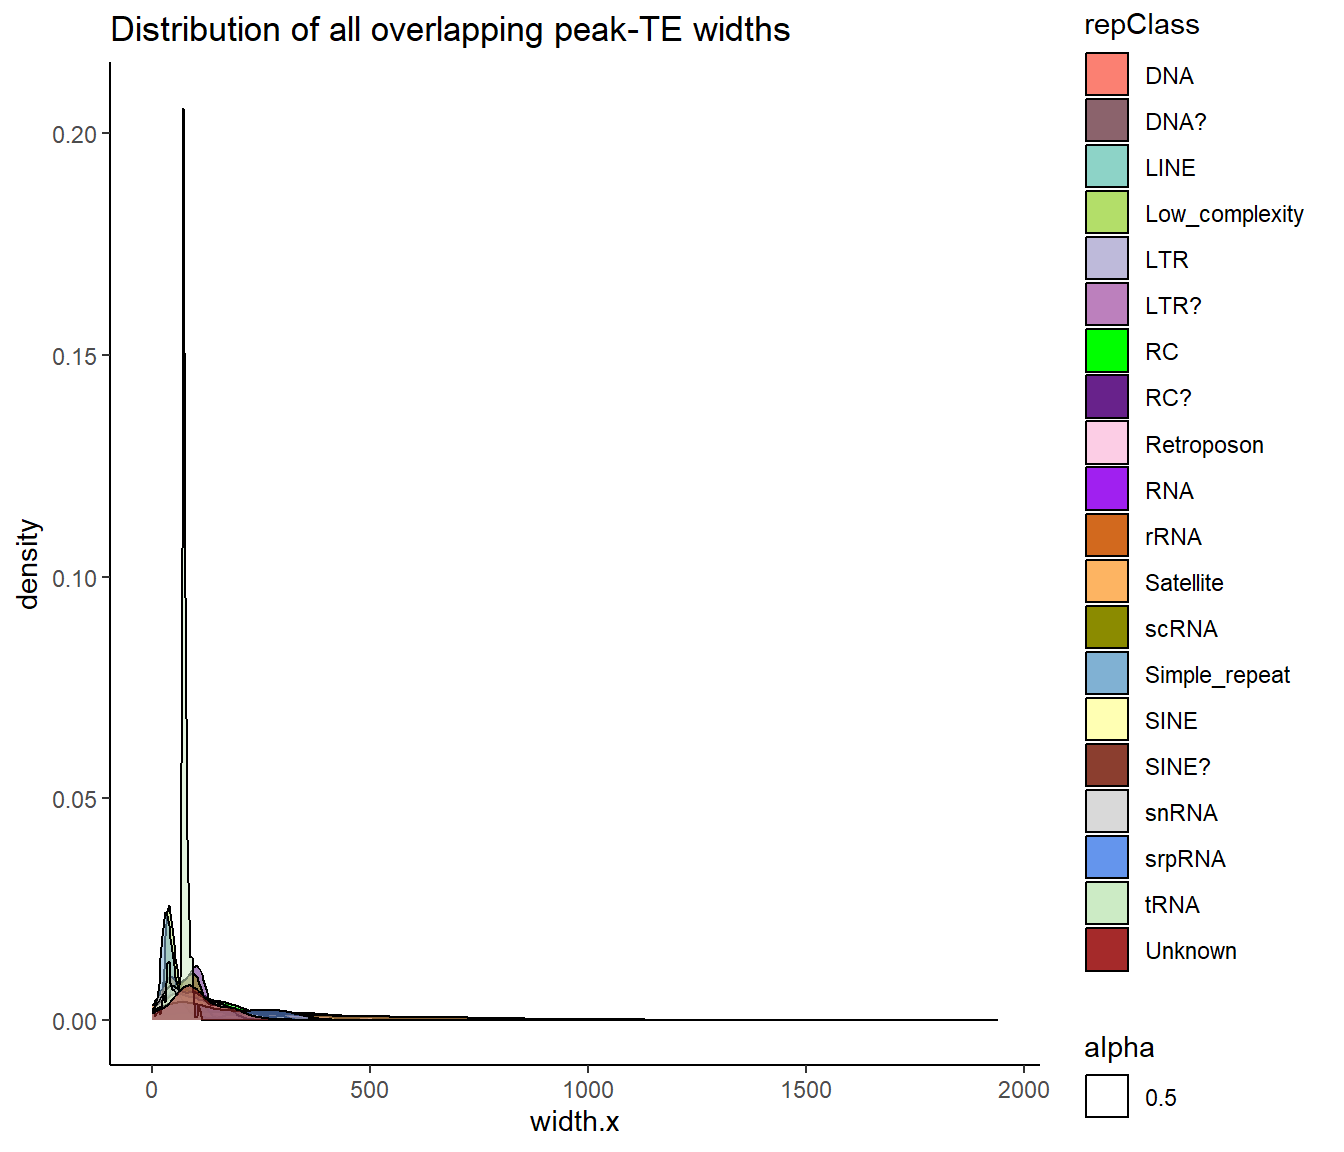 Distribution of all overlapping peak-TE widths
density
0.20
0.15
0.10
0.05
0.00
0
500
1000
1500
2000
width.x
repClass
DNA
DNA?
LINE
Low_complexity
LTR
LTR?
RC
RC?
Retroposon
RNA
rRNA
Satellite
scRNA
Simple_repeat
SINE
SINE?
snRNA
srpRNA
tRNA
Unknown
alpha
0.5